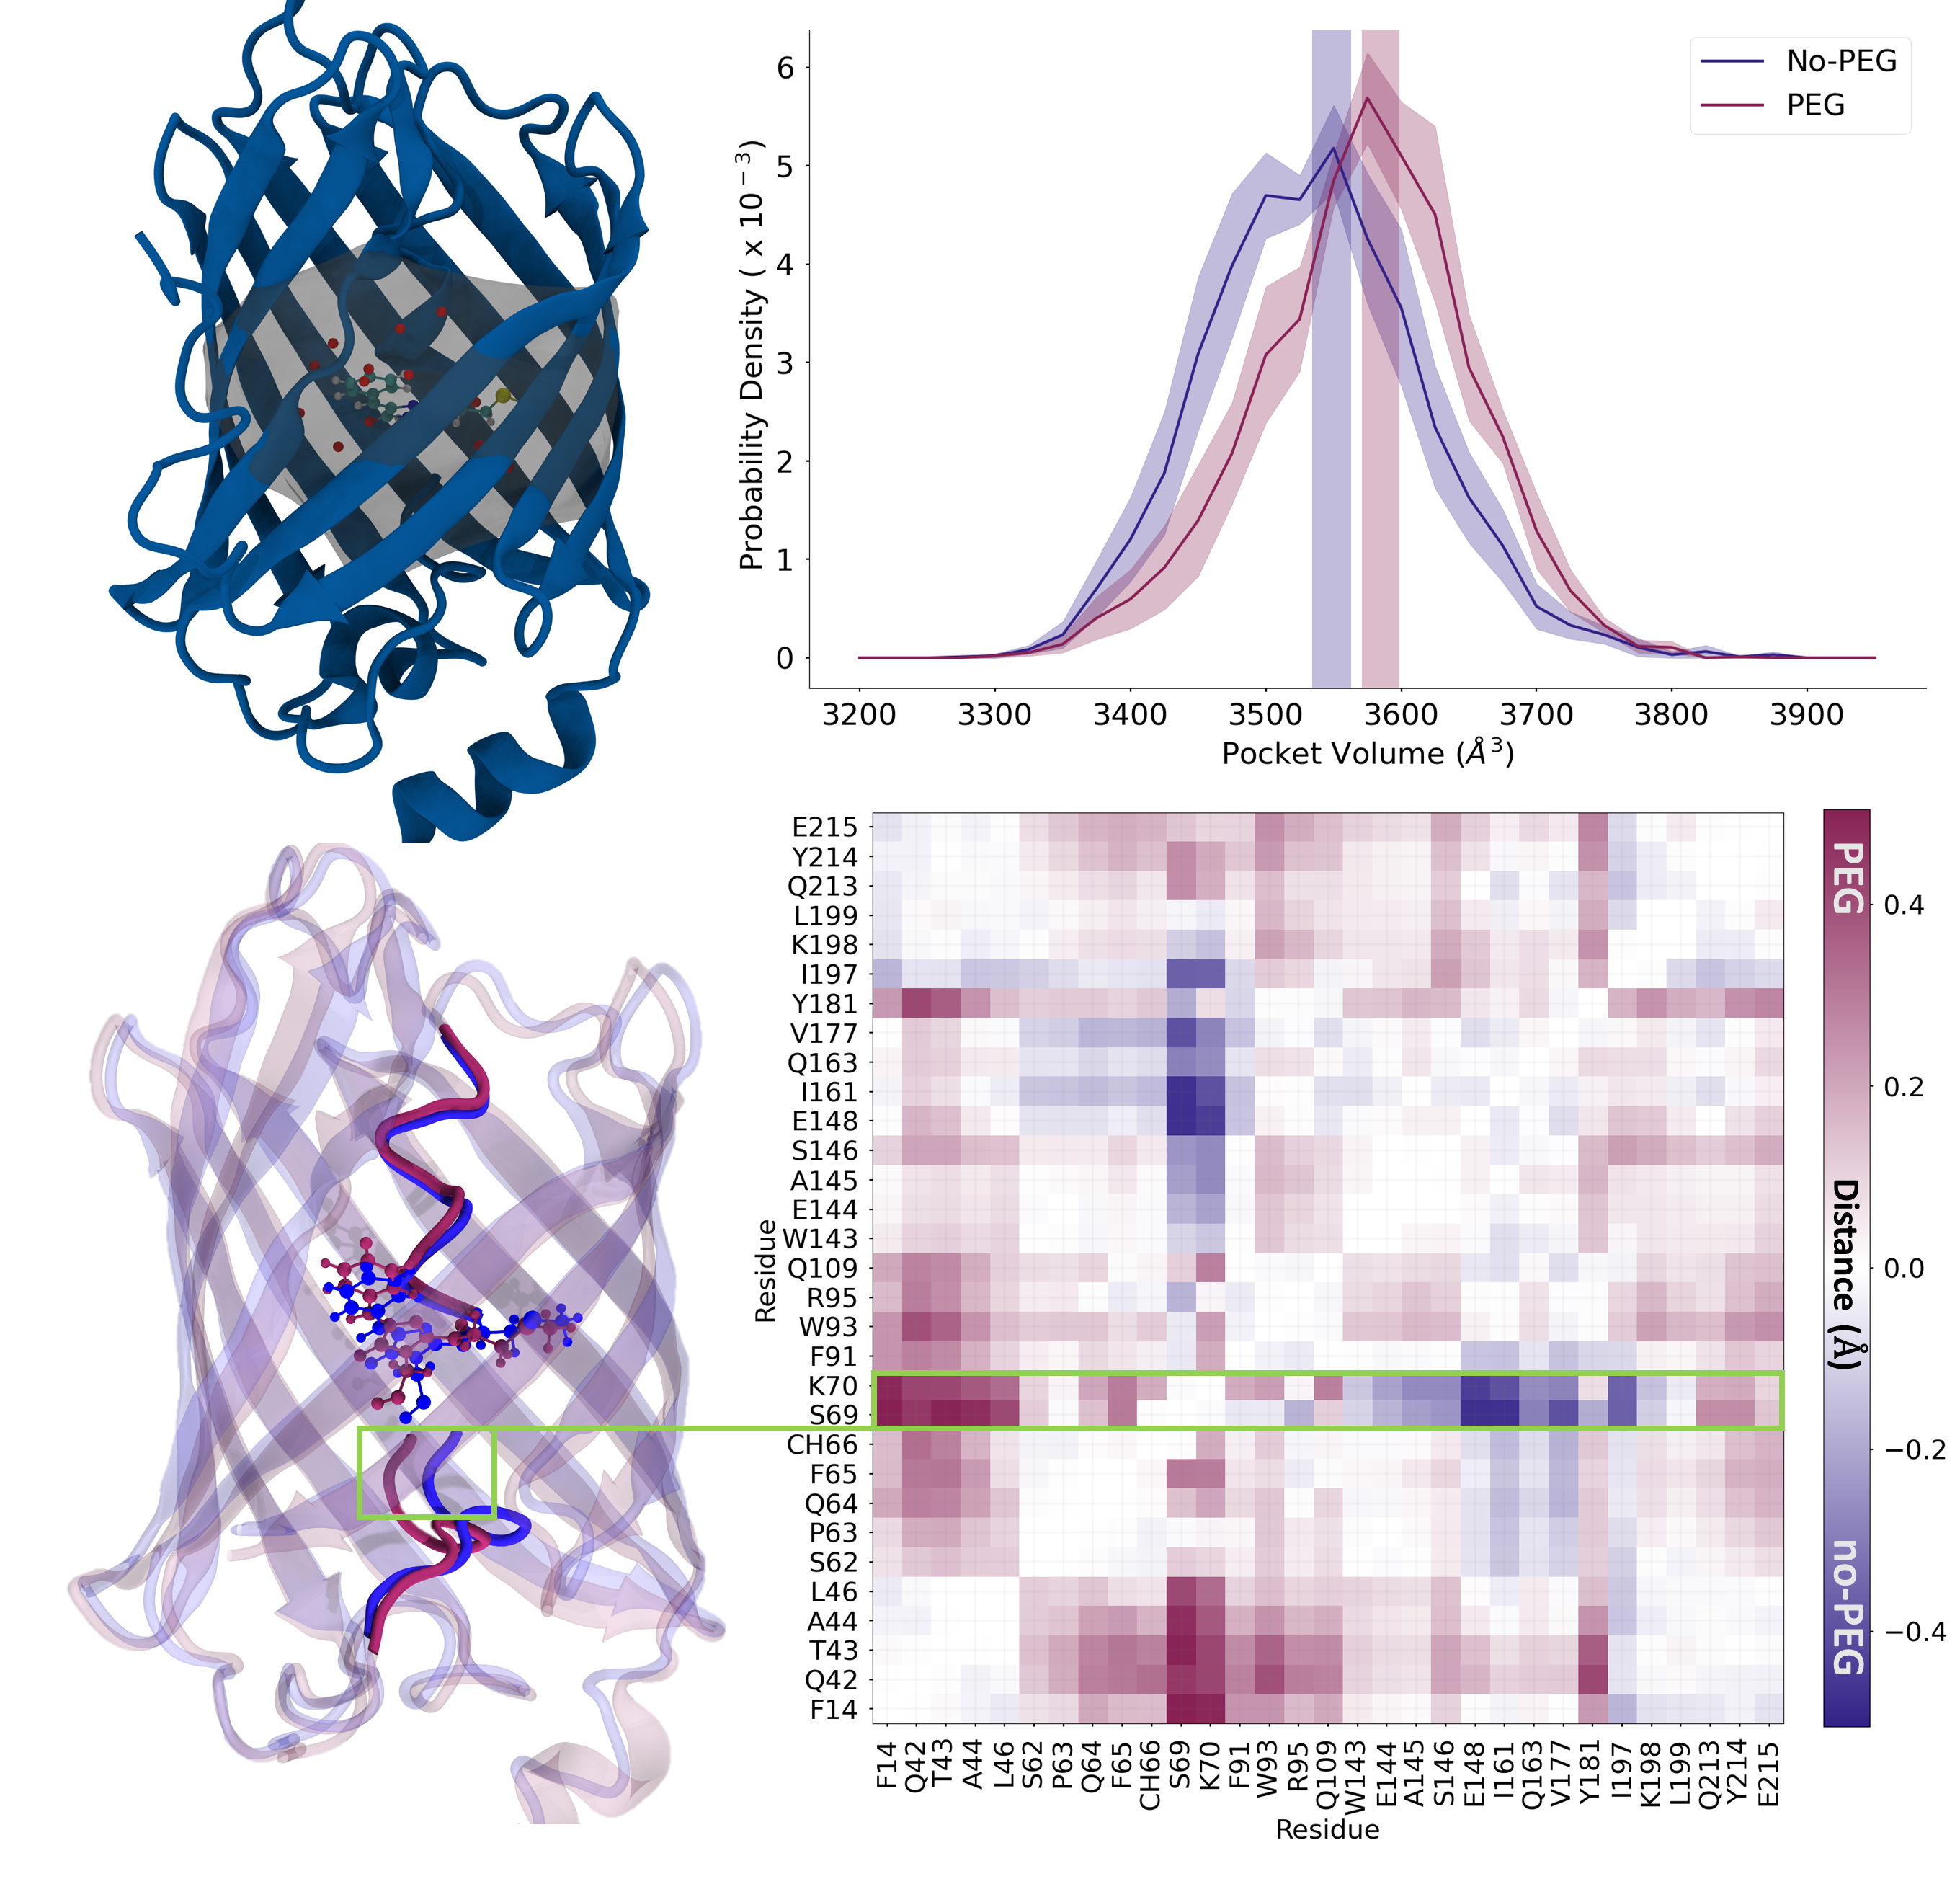 No-PEG
PEG
Probability Density ( x 10⁻³)
6
5
4
3
2
1
0
3200 3300 3400 3500 3600 3700 3800 3900
Pocket Volume (Å³)
Residue
E215
Y214
Q213
L199
K198
I197
Y181
V177
Q163
I161
E148
S146
A145
E144
W143
Q109
R95
W93
F91
K70
S69
CH66
F65
Q64
P63
S62
L46
A44
T43
Q42
F14
F14 Q42 T43 A44 L46 S62 P63 Q64 F65 CH66 S69 K70 F91 W93 R95 Q109 W143 E144 A145 S146 E148 I161 Q163 V177 Y181 I197 K198 L199 Q213 Y214 E215
Residue
PEG
Distance (Å)
no-PEG
0.4
0.2
0.0
−0.2
−0.4